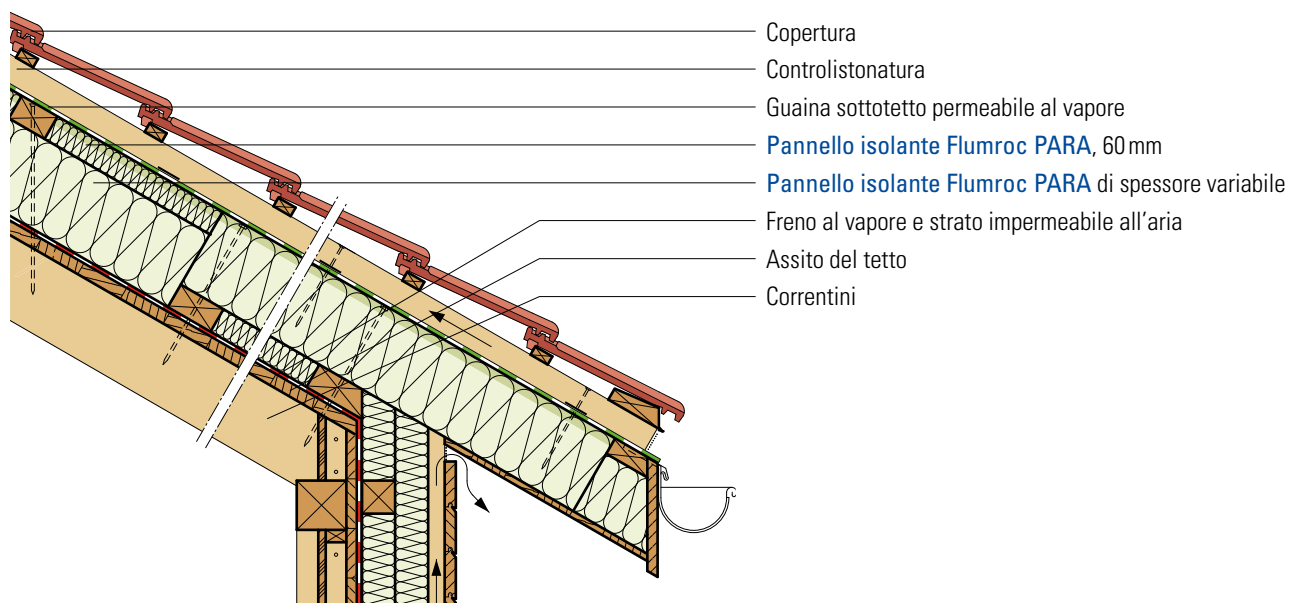 Copertura
Controlistonatura
Guaina sottotetto permeabile al vapore
Pannello isolante Flumroc PARA, 60 mm
Pannello isolante Flumroc PARA di spessore variabile
Freno al vapore e strato impermeabile all’aria
Assito del tetto
Correntini